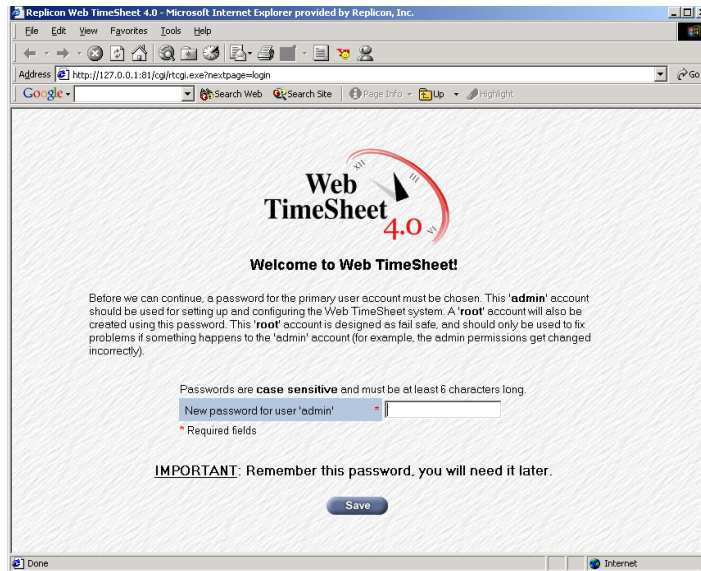 Replicon Web TimeSheet 4.0 - Microsoft Internet Explorer provided by Replicon, Inc.
File Edit View Favorites Tools Help
Address http://127.0.0.1:81/cgi/rtcgi.exe?nextpage=login Go
Google Search Web Search Site Page Info Up Highlight
XII
III
Web
TimeSheet
4.0
VI
Welcome to Web TimeSheet!
Before we can continue, a password for the primary user account must be chosen. This 'admin' account
should be used for setting up and configuring the Web TimeSheet system. A 'root' account will also be
created using this password. This 'root' account is designed as fail safe, and should only be used to fix
problems if something happens to the 'admin' account (for example, the admin permissions get changed
incorrectly).
Passwords are case sensitive and must be at least 6 characters long.
New password for user 'admin' *
* Required fields
IMPORTANT: Remember this password, you will need it later.
Save
Done Internet